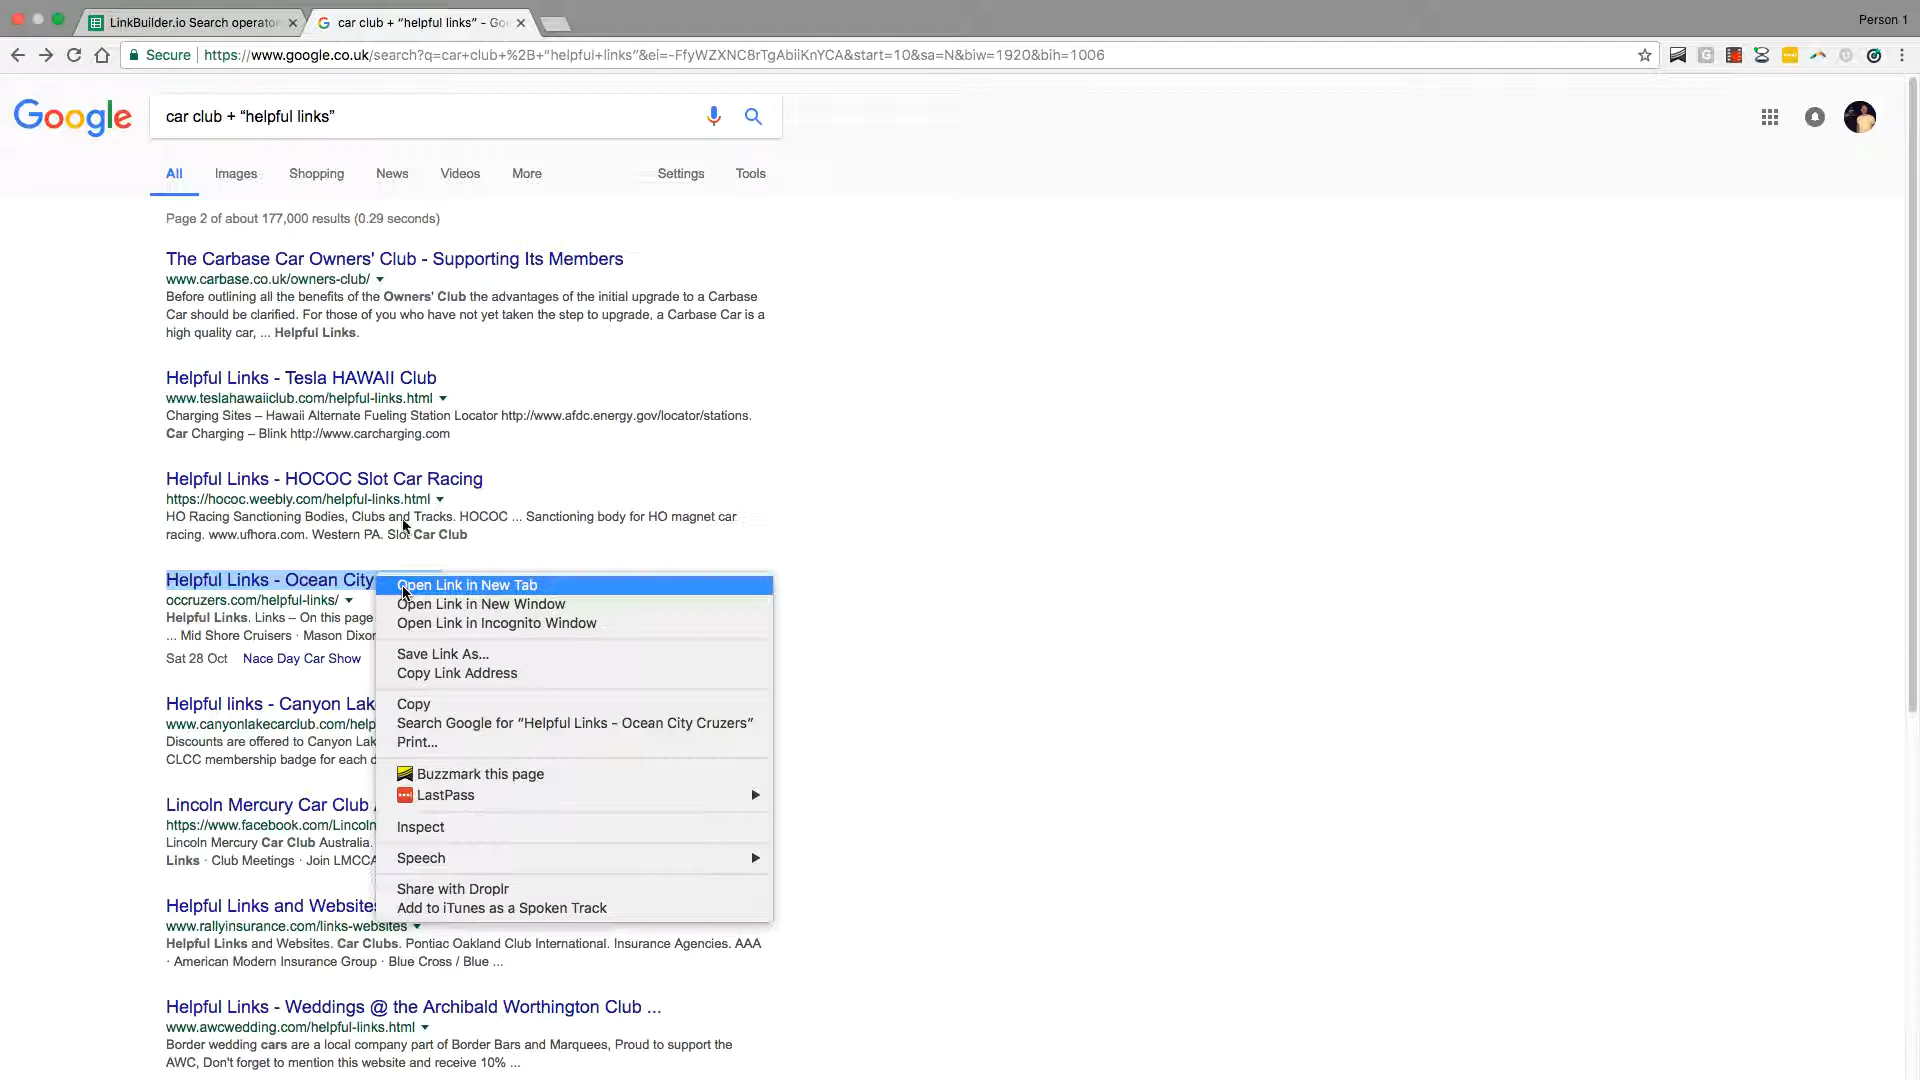 LinkBuilder.io Search operator
car club + “helpful links” - Go
Person 1
Secure
https://www.google.co.uk/search?q=car+club+%2B+“helpful+links”&ei=-FfyWZXNC8rTgAbiiKnYCA&start=10&sa=N&biw=1920&bih=1006
Google
car club + “helpful links”
All
Images
Shopping
News
Videos
More
Settings
Tools
Page 2 of about 177,000 results (0.29 seconds)
The Carbase Car Owners' Club - Supporting Its Members
www.carbase.co.uk/owners-club/
Before outlining all the benefits of the Owners' Club the advantages of the initial upgrade to a Carbase
Car should be clarified. For those of you who have not yet taken the step to upgrade, a Carbase Car is a
high quality car, ... Helpful Links.
Helpful Links - Tesla HAWAII Club
www.teslahawaiiclub.com/helpful-links.html
Charging Sites – Hawaii Alternate Fueling Station Locator http://www.afdc.energy.gov/locator/stations.
Car Charging – Blink http://www.carcharging.com
Helpful Links - HOCOC Slot Car Racing
https://hococ.weebly.com/helpful-links.html
HO Racing Sanctioning Bodies, Clubs and Tracks. HOCOC ... Sanctioning body for HO magnet car
racing. www.ufhora.com. Western PA. Slot Car Club
Helpful Links - Ocean City
occruzers.com/helpful-links/
Helpful Links. Links – On this page
... Mid Shore Cruisers · Mason Dixon
Sat 28 Oct
Nace Day Car Show
Helpful links - Canyon Lak
www.canyonlakecarclub.com/help
Discounts are offered to Canyon Lak
CLCC membership badge for each d
Lincoln Mercury Car Club
https://www.facebook.com/Lincoln
Lincoln Mercury Car Club Australia.
Links · Club Meetings · Join LMCCA
Helpful Links and Websites
www.rallyinsurance.com/links-websites
Helpful Links and Websites. Car Clubs. Pontiac Oakland Club International. Insurance Agencies. AAA
· American Modern Insurance Group · Blue Cross / Blue ...
Helpful Links - Weddings @ the Archibald Worthington Club ...
www.awcwedding.com/helpful-links.html
Border wedding cars are a local company part of Border Bars and Marquees, Proud to support the
AWC, Don't forget to mention this website and receive 10% ...
Open Link in New Tab
Open Link in New Window
Open Link in Incognito Window
Save Link As...
Copy Link Address
Copy
Search Google for “Helpful Links - Ocean City Cruzers”
Print...
Buzzmark this page
LastPass
Inspect
Speech
Share with Droplr
Add to iTunes as a Spoken Track